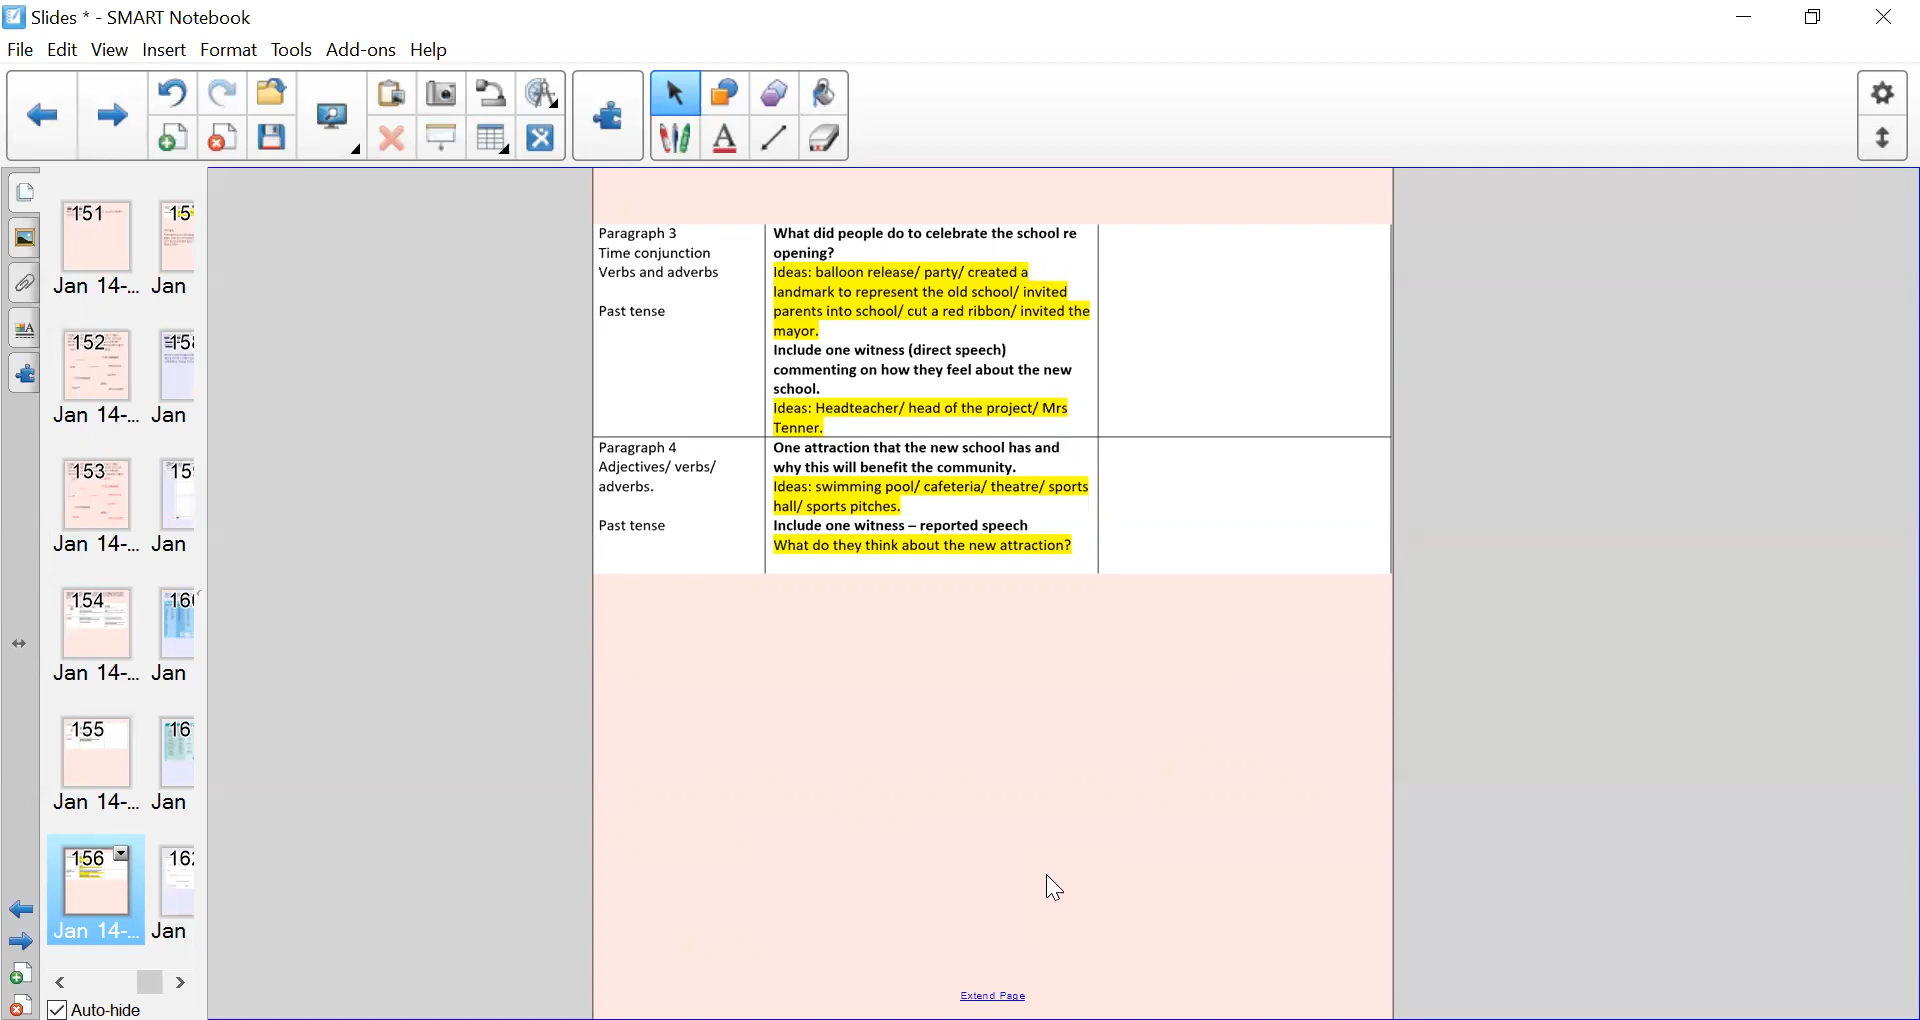 Slides * - SMART Notebook
File Edit View Insert Format Tools Add-ons Help
Paragraph 3
Time conjunction
Verbs and adverbs
Past tense
What did people do to celebrate the school re
opening?
Ideas: balloon release/ party/ created a
landmark to represent the old school/ invited
parents into school/ cut a red ribbon/ invited the
mayor.
Include one witness (direct speech)
commenting on how they feel about the new
school.
Ideas: Headteacher/ head of the project/ Mrs
Tenner.
Paragraph 4
Adjectives/ verbs/
adverbs.
Past tense
One attraction that the new school has and
why this will benefit the community.
Ideas: swimming pool/ cafeteria/ theatre/ sports
hall/ sports pitches.
Include one witness – reported speech
What do they think about the new attraction?
Extend Page
151 15
Jan 14-... Jan
152 158
Jan 14-... Jan
153 15
Jan 14-... Jan
154 160
Jan 14-... Jan
155 16
Jan 14-... Jan
156 162
Jan 14-... Jan
Auto-hide